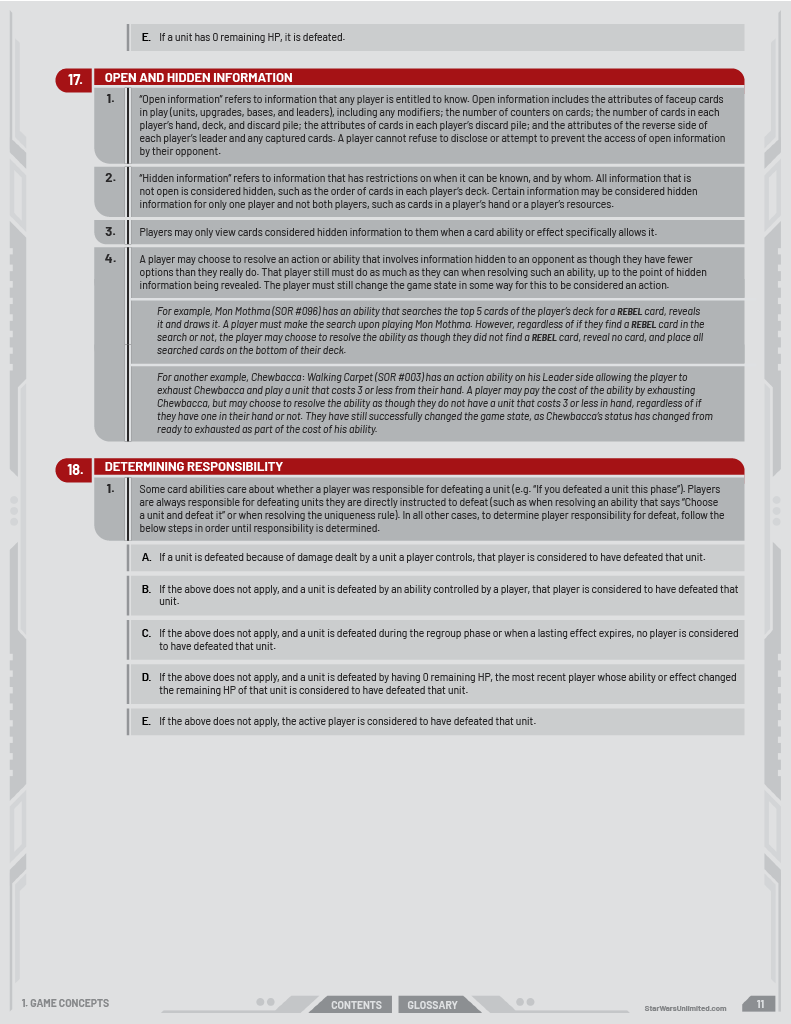 E. If a unit has 0 remaining HP, it is defeated.
17. OPEN AND HIDDEN INFORMATION
1. "Open information" refers to information that any player is entitled to know. Open information includes the attributes of faceup cards
in play (units, upgrades, bases, and leaders), including any modifiers; the number of counters on cards; the number of cards in each
player's hand, deck, and discard pile; the attributes of cards in each player's discard pile; and the attributes of the reverse side of
each player's leader and any captured cards. A player cannot refuse to disclose or attempt to prevent the access of open information
by their opponent.
2. "Hidden information" refers to information that has restrictions on when it can be known, and by whom. All information that is
not open is considered hidden, such as the order of cards in each player's deck. Certain information may be considered hidden
information for only one player and not both players, such as cards in a player's hand or a player's resources.
3. Players may only view cards considered hidden information to them when a card ability or effect specifically allows it.
4. A player may choose to resolve an action or ability that involves information hidden to an opponent as though they have fewer
options than they really do. That player still must do as much as they can when resolving such an ability, up to the point of hidden
information being revealed. The player must still change the game state in some way for this to be considered an action.
For example, Mon Mothma (SOR #096) has an ability that searches the top 5 cards of the player's deck for a REBEL card, reveals
it and draws it. A player must make the search upon playing Mon Mothma. However, regardless of if they find a REBEL card in the
search or not, the player may choose to resolve the ability as though they did not find a REBEL card, reveal no card, and place all
searched cards on the bottom of their deck.
For another example, Chewbacca: Walking Carpet (SOR #003) has an action ability on his Leader side allowing the player to
exhaust Chewbacca and play a unit that costs 3 or less from their hand. A player may pay the cost of the ability by exhausting
Chewbacca, but may choose to resolve the ability as though they do not have a unit that costs 3 or less in hand, regardless of if
they have one in their hand or not. They have still successfully changed the game state, as Chewbacca's status has changed from
ready to exhausted as part of the cost of his ability.
18. DETERMINING RESPONSIBILITY
1. Some card abilities care about whether a player was responsible for defeating a unit (e.g. "If you defeated a unit this phase"). Players
are always responsible for defeating units they are directly instructed to defeat (such as when resolving an ability that says "Choose
a unit and defeat it" or when resolving the uniqueness rule). In all other cases, to determine player responsibility for defeat, follow the
below steps in order until responsibility is determined.
A. If a unit is defeated because of damage dealt by a unit a player controls, that player is considered to have defeated that unit.
B. If the above does not apply, and a unit is defeated by an ability controlled by a player, that player is considered to have defeated that
unit.
C. If the above does not apply, and a unit is defeated during the regroup phase or when a lasting effect expires, no player is considered
to have defeated that unit.
D. If the above does not apply, and a unit is defeated by having 0 remaining HP, the most recent player whose ability or effect changed
the remaining HP of that unit is considered to have defeated that unit.
E. If the above does not apply, the active player is considered to have defeated that unit.
1. GAME CONCEPTS
CONTENTS
GLOSSARY
StarWarsUnlimited.com
11